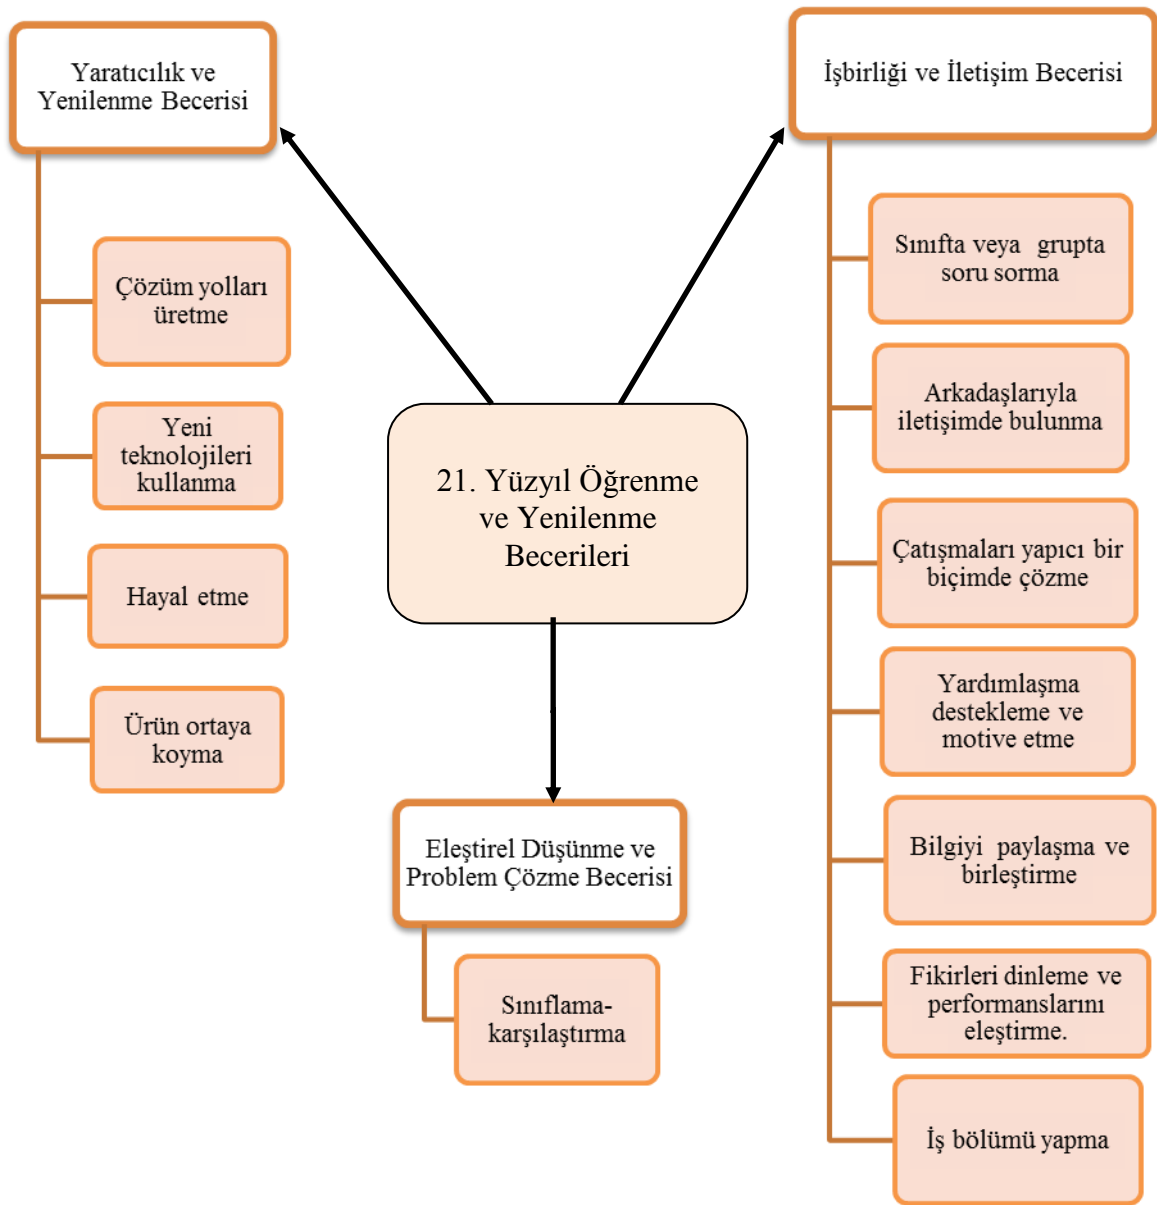 Yaratıcılık ve
Yenilenme Becerisi
Çözüm yolları
üretme
Yeni
teknolojileri
kullanma
Hayal etme
Ürün ortaya
koyma
21. Yüzyıl Öğrenme
ve Yenilenme
Becerileri
Eleştirel Düşünme ve
Problem Çözme Becerisi
Sınıflama-
karşılaştırma
İşbirliği ve İletişim Becerisi
Sınıfta veya grupta
soru sorma
Arkadaşlarıyla
iletişimde bulunma
Çatışmaları yapıcı bir
biçimde çözme
Yardımlaşma
destekleme ve
motive etme
Bilgiyi paylaşma ve
birleştirme
Fikirleri dinleme ve
performanslarını
eleştirme.
İş bölümü yapma